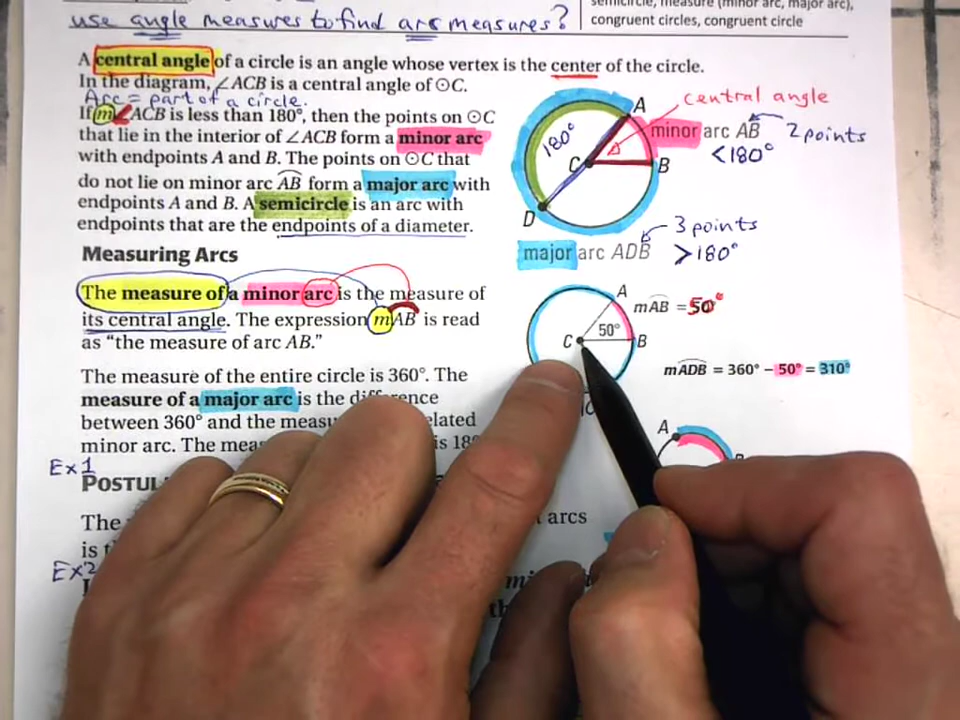 use angle measures to find arc measures?
semicircle, measure (minor arc, major arc),
congruent circles, congruent circle
A central angle of a circle is an angle whose vertex is the center of the circle.
In the diagram, ∠ACB is a central angle of ⊙C.
Arc = part of a circle.
If m∠ACB is less than 180°, then the points on ⊙C
that lie in the interior of ∠ACB form a minor arc
with endpoints A and B. The points on ⊙C that
do not lie on minor arc AB form a major arc with
endpoints A and B. A semicircle is an arc with
endpoints that are the endpoints of a diameter.
A
central angle
180°
minor arc AB
2 points
<180°
C
B
D
3 points
major arc ADB
>180°
Measuring Arcs
The measure of a minor arc is the measure of
its central angle. The expression mAB is read
as “the measure of arc AB.”
A
mAB = 50°
50°
C
B
mADB = 360° − 50° = 310°
The measure of the entire circle is 360°. The
measure of a major arc is the difference
between 360° and the related
minor arc. The is
A
Ex 1
The arcs
is
Ex 2